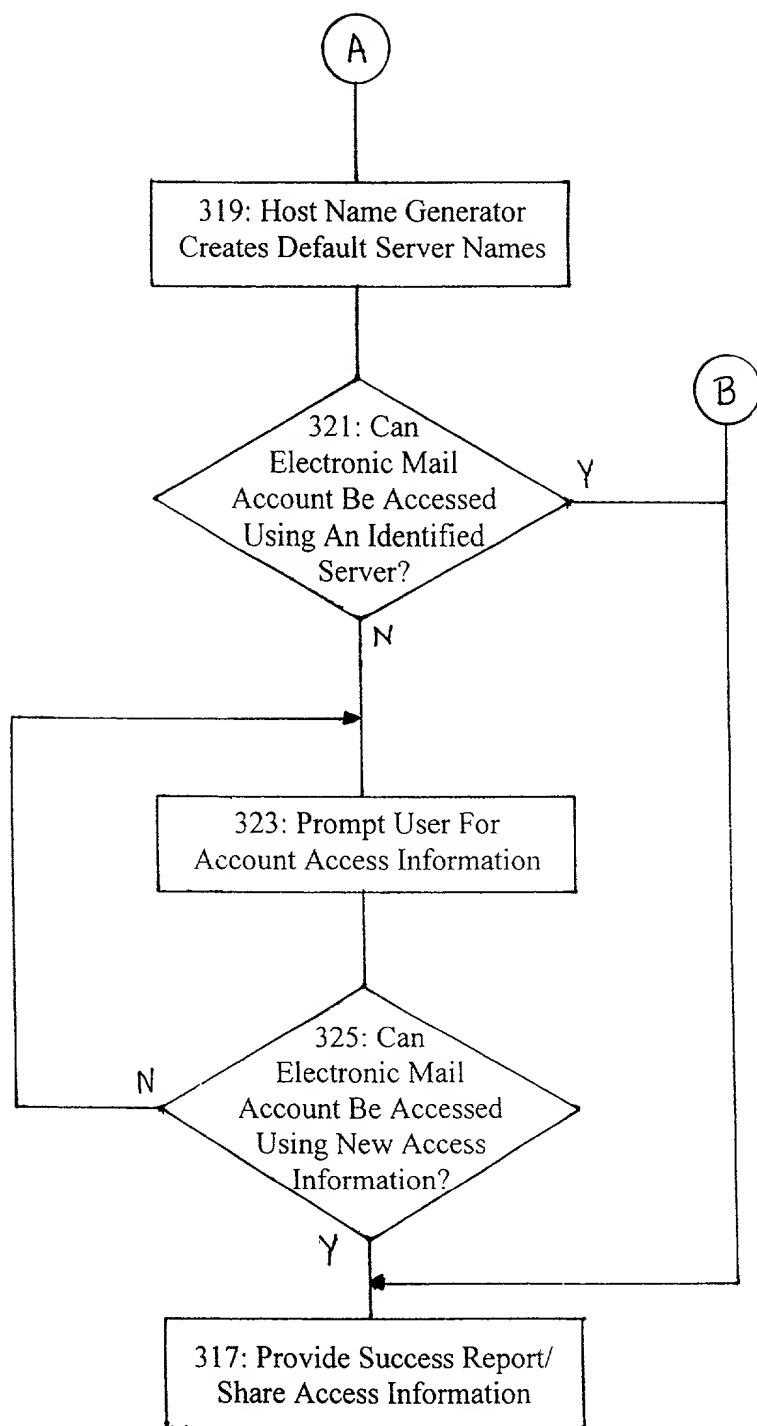 A
319: Host Name Generator
Creates Default Server Names
B
321: Can
Electronic Mail
Account Be Accessed
Using An Identified
Server?
Y
N
323: Prompt User For
Account Access Information
325: Can
Electronic Mail
Account Be Accessed
Using New Access
Information?
N
Y
317: Provide Success Report/
Share Access Information